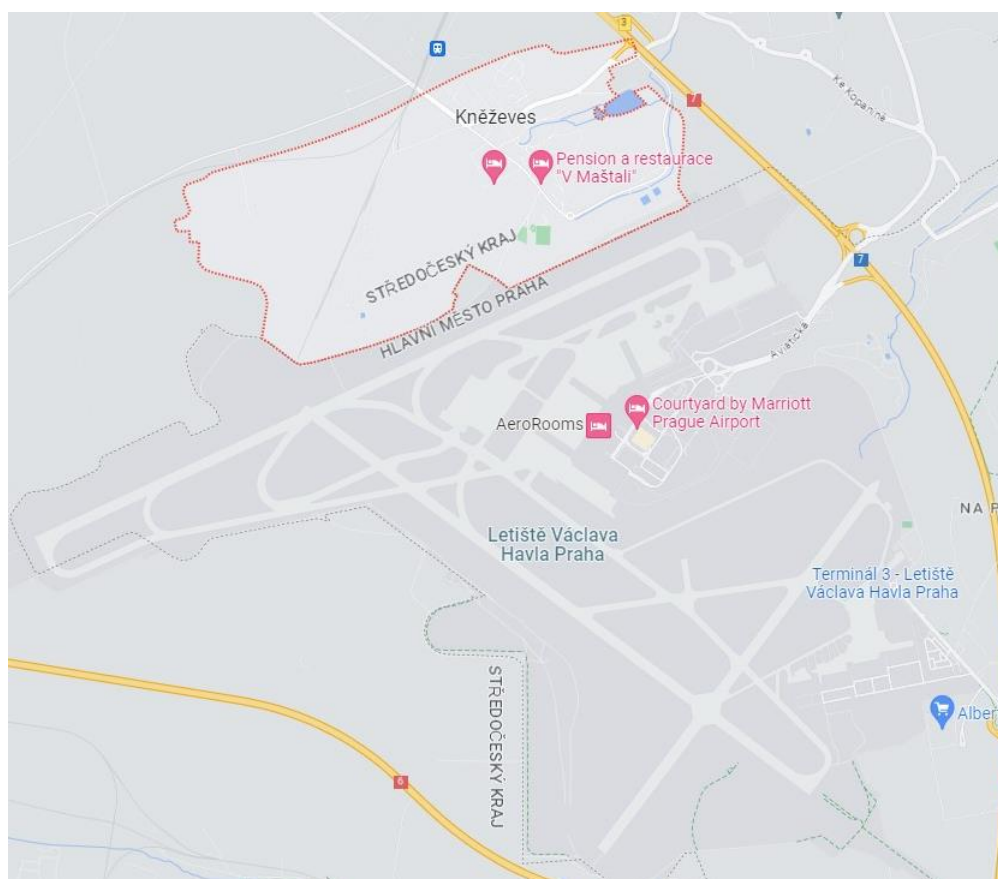 3
7
Ke Kopanině
Kněževes
Pension a restaurace
"V Maštali"
STŘEDOČESKÝ KRAJ
HLAVNÍ MĚSTO PRAHA
7
Aviatická
Courtyard by Marriott
Prague Airport
AeroRooms
NA P
Letiště Václava
Havla Praha
Terminál 3 - Letiště
Václava Havla Praha
STŘEDOČESKÝ KRAJ
Alber
6